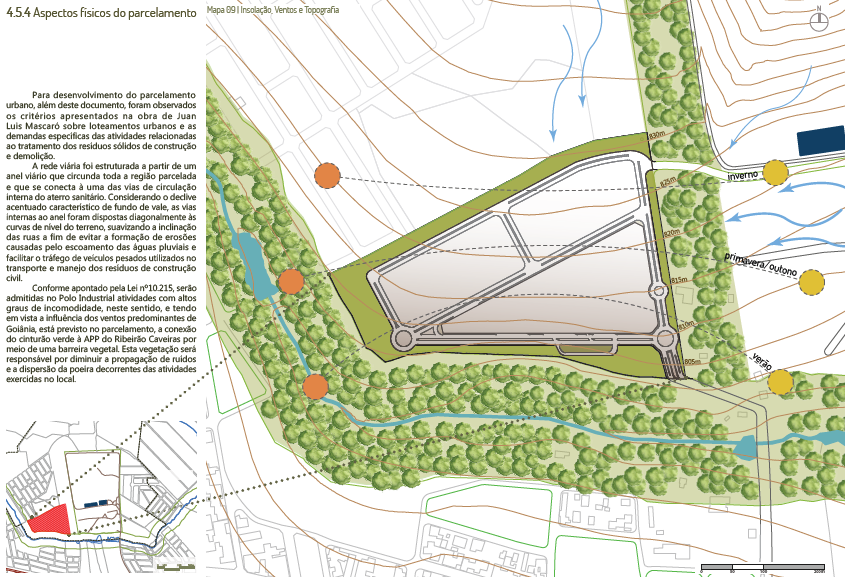 4.5.4 Aspectos físicos do parcelamento
Mapa 09 | Insolação, Ventos e Topografia
N
Para desenvolvimento do parcelamento
urbano, além deste documento, foram observados
os critérios apresentados na obra de Juan
Luis Mascaró sobre loteamentos urbanos e as
demandas específicas das atividades relacionadas
ao tratamento dos resíduos sólidos de construção
e demolição.
A rede viária foi estruturada a partir de um
anel viário que circunda toda a região parcelada
e que se conecta à uma das vias de circulação
interna do aterro sanitário. Considerando o declive
acentuado característico de fundo de vale, as vias
internas ao anel foram dispostas diagonalmente às
curvas de nível do terreno, suavizando a inclinação
das ruas a fim de evitar a formação de erosões
causadas pelo escoamento das águas pluviais e
facilitar o tráfego de veículos pesados utilizados no
transporte e manejo dos resíduos de construção
civil.
Conforme apontado pela Lei nº10.215, serão
admitidas no Polo Industrial atividades com altos
graus de incomodidade, neste sentido, e tendo
em vista a influência dos ventos predominantes de
Goiânia, está previsto no parcelamento, a conexão
do cinturão verde à APP do Ribeirão Caveiras por
meio de uma barreira vegetal. Esta vegetação será
responsável por diminuir a propagação de ruídos
e a dispersão da poeira decorrentes das atividades
exercidas no local.
830m
inverno
825m
820m
primavera/outono
815m
810m
verão
805m
0 50 100 200m